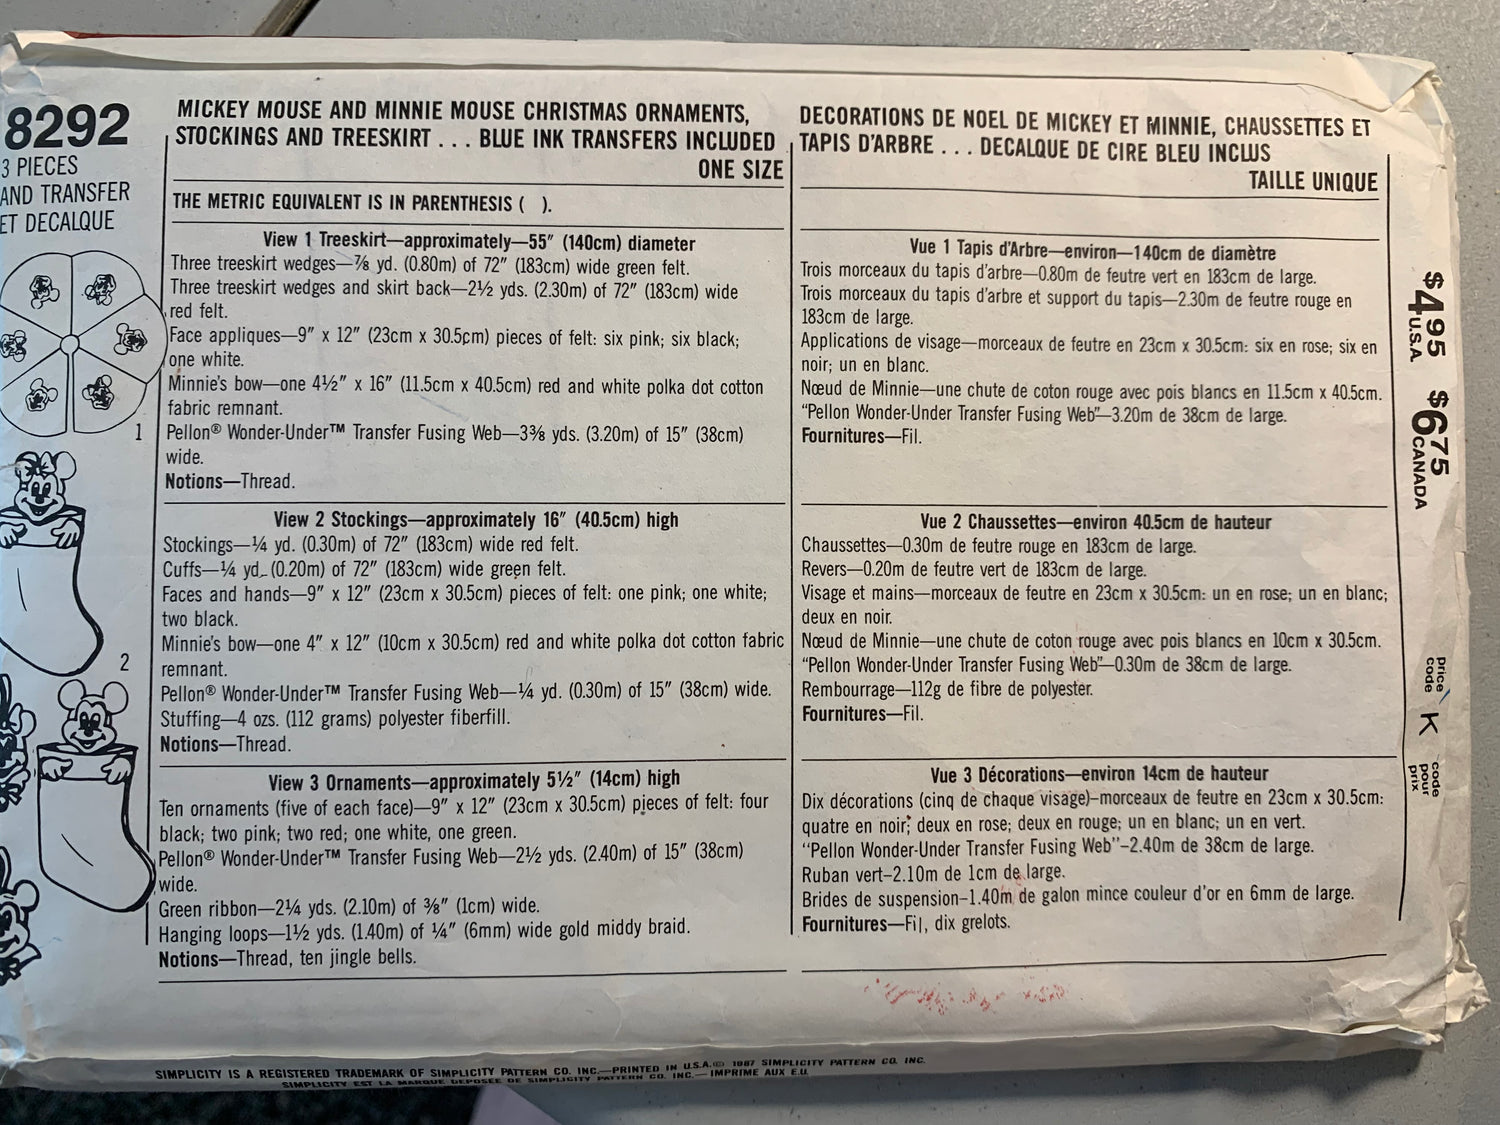 8292
3 PIECES
AND TRANSFER
ET DECALQUE
1
2
MICKEY MOUSE AND MINNIE MOUSE CHRISTMAS ORNAMENTS,
STOCKINGS AND TREESKIRT . . . BLUE INK TRANSFERS INCLUDED
ONE SIZE
THE METRIC EQUIVALENT IS IN PARENTHESIS ( ).
View 1 Treeskirt—approximately—55" (140cm) diameter
Three treeskirt wedges—⅞ yd. (0.80m) of 72" (183cm) wide green felt.
Three treeskirt wedges and skirt back—2½ yds. (2.30m) of 72" (183cm) wide
red felt.
Face appliques—9" x 12" (23cm x 30.5cm) pieces of felt: six pink; six black;
one white.
Minnie's bow—one 4½" x 16" (11.5cm x 40.5cm) red and white polka dot cotton
fabric remnant.
Pellon® Wonder-Under™ Transfer Fusing Web—3⅜ yds. (3.20m) of 15" (38cm)
wide.
Notions—Thread.
View 2 Stockings—approximately 16" (40.5cm) high
Stockings—¼ yd. (0.30m) of 72" (183cm) wide red felt.
Cuffs—¼ yd. (0.20m) of 72" (183cm) wide green felt.
Faces and hands—9" x 12" (23cm x 30.5cm) pieces of felt: one pink; one white;
two black.
Minnie's bow—one 4" x 12" (10cm x 30.5cm) red and white polka dot cotton fabric
remnant.
Pellon® Wonder-Under™ Transfer Fusing Web—¼ yd. (0.30m) of 15" (38cm) wide.
Stuffing—4 ozs. (112 grams) polyester fiberfill.
Notions—Thread.
View 3 Ornaments—approximately 5½" (14cm) high
Ten ornaments (five of each face)—9" x 12" (23cm x 30.5cm) pieces of felt: four
black; two pink; two red; one white, one green.
Pellon® Wonder-Under™ Transfer Fusing Web—2½ yds. (2.40m) of 15" (38cm)
wide.
Green ribbon—2¼ yds. (2.10m) of ⅜" (1cm) wide.
Hanging loops—1½ yds. (1.40m) of ¼" (6mm) wide gold middy braid.
Notions—Thread, ten jingle bells.
DECORATIONS DE NOEL DE MICKEY ET MINNIE, CHAUSSETTES ET
TAPIS D'ARBRE . . . DECALQUE DE CIRE BLEU INCLUS
TAILLE UNIQUE
Vue 1 Tapis d'Arbre—environ—140cm de diamètre
Trois morceaux du tapis d'arbre—0.80m de feutre vert en 183cm de large.
Trois morceaux du tapis d'arbre et support du tapis—2.30m de feutre rouge en
183cm de large.
Applications de visage—morceaux de feutre en 23cm x 30.5cm: six en rose; six en
noir; un en blanc.
Nœud de Minnie—une chute de coton rouge avec pois blancs en 11.5cm x 40.5cm.
"Pellon Wonder-Under Transfer Fusing Web"—3.20m de 38cm de large.
Fournitures—Fil.
Vue 2 Chaussettes—environ 40.5cm de hauteur
Chaussettes—0.30m de feutre rouge en 183cm de large.
Revers—0.20m de feutre vert de 183cm de large.
Visage et mains—morceaux de feutre en 23cm x 30.5cm: un en rose; un en blanc;
deux en noir.
Nœud de Minnie—une chute de coton rouge avec pois blancs en 10cm x 30.5cm.
"Pellon Wonder-Under Transfer Fusing Web"—0.30m de 38cm de large.
Rembourrage—112g de fibre de polyester.
Fournitures—Fil.
Vue 3 Décorations—environ 14cm de hauteur
Dix décorations (cinq de chaque visage)—morceaux de feutre en 23cm x 30.5cm:
quatre en noir; deux en rose; deux en rouge; un en blanc; un en vert.
"Pellon Wonder-Under Transfer Fusing Web"—2.40m de 38cm de large.
Ruban vert—2.10m de 1cm de large.
Brides de suspension—1.40m de galon mince couleur d'or en 6mm de large.
Fournitures—Fil, dix grelots.
$4.95 U.S.A. $6.75 CANADA
price code K code pour prix
SIMPLICITY IS A REGISTERED TRADEMARK OF SIMPLICITY PATTERN CO. INC.—PRINTED IN U.S.A. © 1987 SIMPLICITY PATTERN CO. INC.
SIMPLICITY EST LA MARQUE DEPOSEE DE SIMPLICITY PATTERN CO. INC.—IMPRIME AUX E.U.